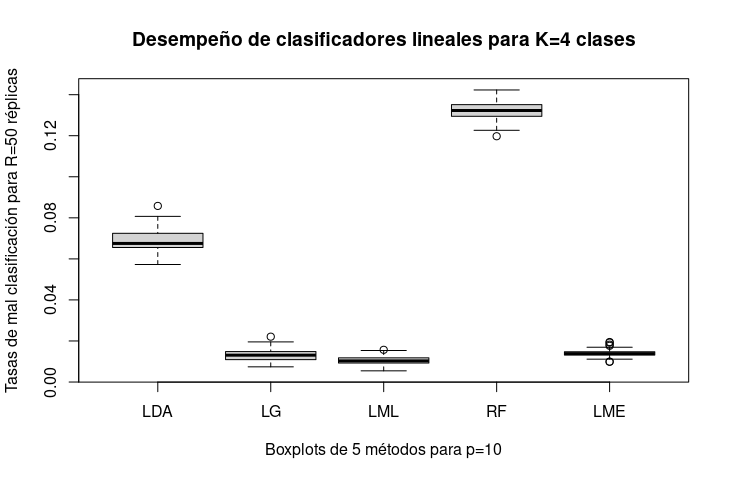 Desempeño de clasificadores lineales para K=4 clases
Tasas de mal clasificación para R=50 réplicas
0.12
0.08
0.04
0.00
LDA LG LML RF LME
Boxplots de 5 métodos para p=10